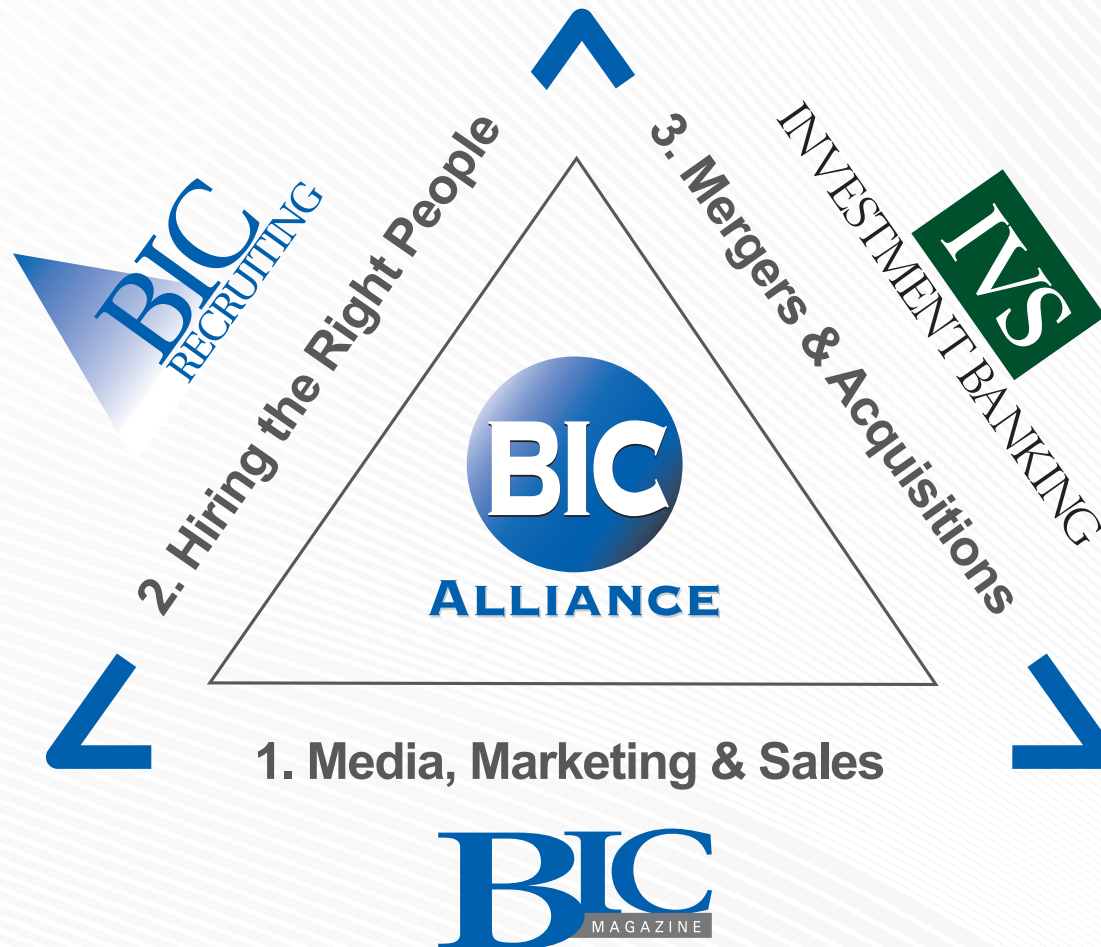 2. Hiring the Right People
BIC
RECRUITING
3. Mergers & Acquisitions
IVS
INVESTMENT BANKING
BIC
ALLIANCE
1. Media, Marketing & Sales
BIC
MAGAZINE